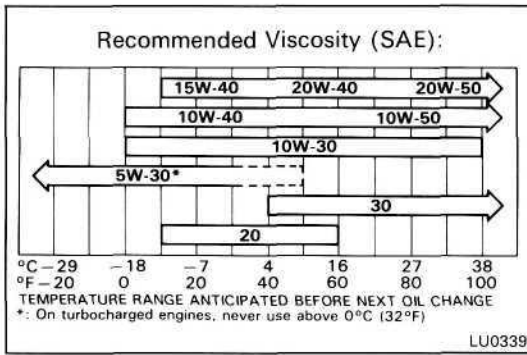 Recommended Viscosity (SAE):
15W-40 20W-40 20W-50
10W-40 10W-50
10W-30
5W-30*
30
20
°C -29 -18 -7 4 16 27 38
°F -20 0 20 40 60 80 100
TEMPERATURE RANGE ANTICIPATED BEFORE NEXT OIL CHANGE
*: On turbocharged engines, never use above 0°C (32°F)
LU0339